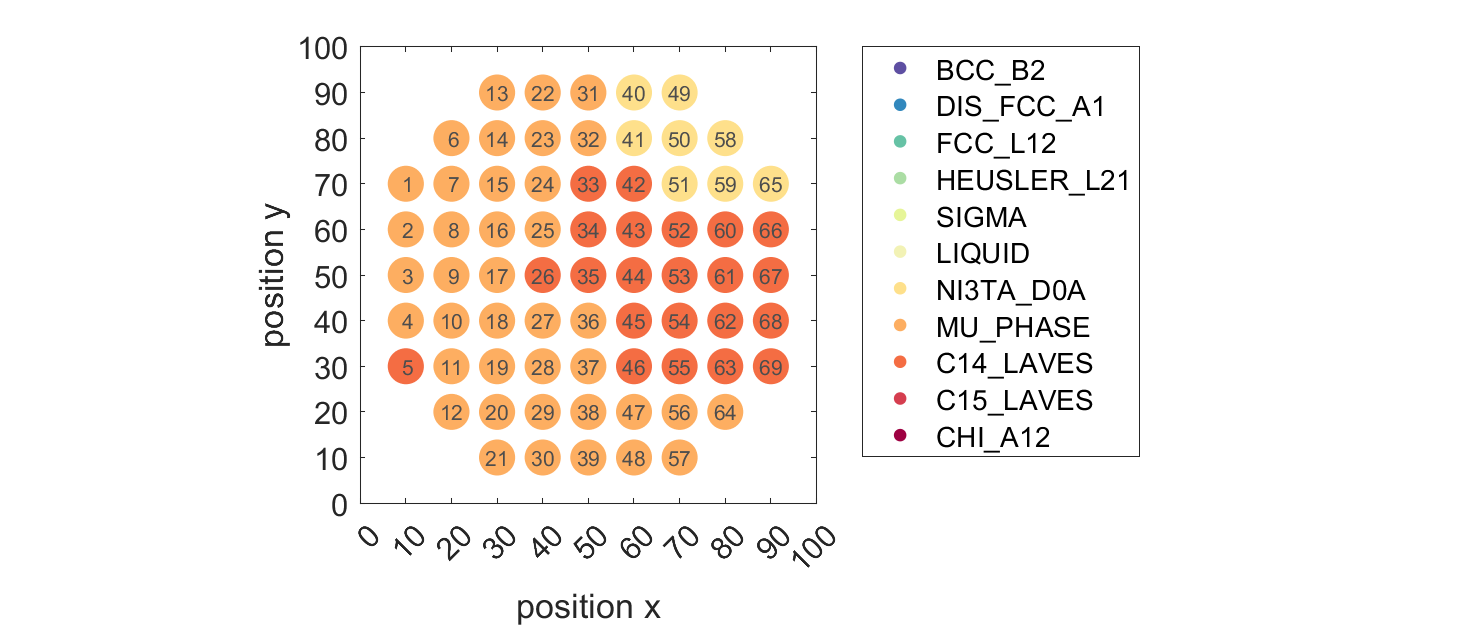 100
90
80
70
60
50
40
30
20
10
0
position y
13 22 31 40 49
6 14 23 32 41 50 58
1 7 15 24 33 42 51 59 65
2 8 16 25 34 43 52 60 66
3 9 17 26 35 44 53 61 67
4 10 18 27 36 45 54 62 68
5 11 19 28 37 46 55 63 69
12 20 29 38 47 56 64
21 30 39 48 57
0 10 20 30 40 50 60 70 80 90 100
position x
BCC_B2
DIS_FCC_A1
FCC_L12
HEUSLER_L21
SIGMA
LIQUID
NI3TA_D0A
MU_PHASE
C14_LAVES
C15_LAVES
CHI_A12